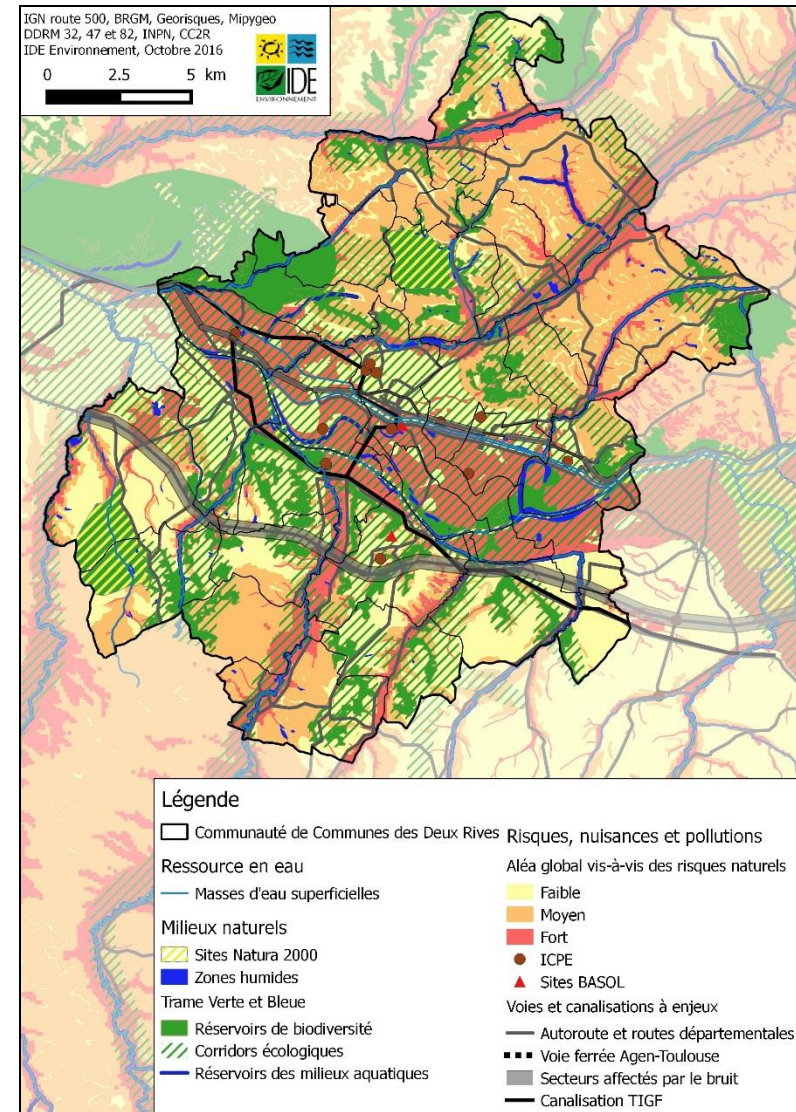 IGN route 500, BRGM, Georisques, Mipygeo
DDRM 32, 47 et 82, INPN, CC2R
IDE Environnement, Octobre 2016
0 2.5 5 km
IDE
ENVIRONNEMENT
Légende
Communauté de Communes des Deux Rives
Ressource en eau
Masses d'eau superficielles
Milieux naturels
Sites Natura 2000
Zones humides
Trame Verte et Bleue
Réservoirs de biodiversité
Corridors écologiques
Réservoirs des milieux aquatiques
Risques, nuisances et pollutions
Aléa global vis-à-vis des risques naturels
Faible
Moyen
Fort
ICPE
Sites BASOL
Voies et canalisations à enjeux
Autoroute et routes départementales
Voie ferrée Agen-Toulouse
Secteurs affectés par le bruit
Canalisation TIGF